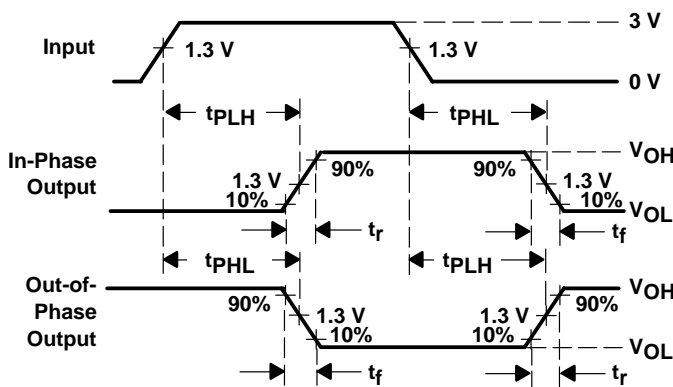 3 V
Input
1.3 V
1.3 V
0 V
tPLH
tPHL
VOH
In-Phase
Output
90%
90%
1.3 V
1.3 V
10%
10%
VOL
tr
tf
tPHL
tPLH
Out-of-
Phase
Output
VOH
90%
90%
1.3 V
1.3 V
10%
10%
VOL
tf
tr